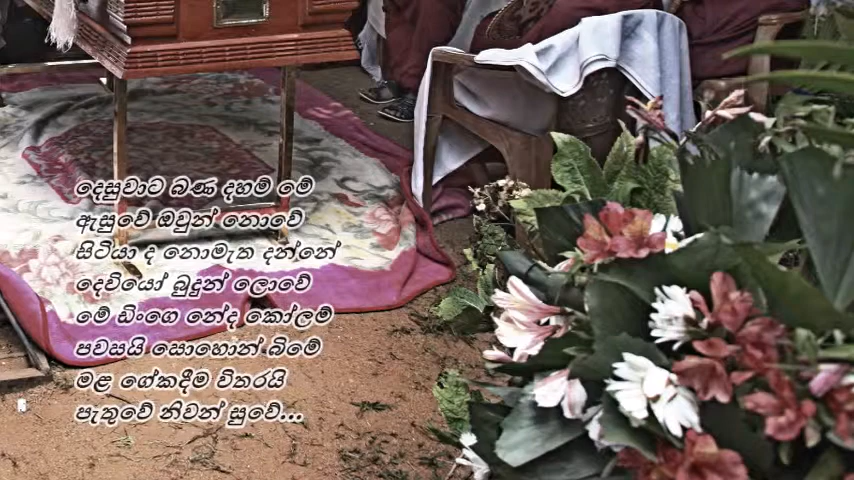 දෙසුවාට බණ දහම් මේ
ඇසුවේ ඔවුන් නොවේ
සිටියා ද නොමැත දන්නේ
දෙවියෝ බුදුන් ලොවේ
මේ ඩිංගෙ නේද කෝලම්
පවසයි සොහොන් බිමේ
මළ ගේකදීම විතරයි
පැතුවේ නිවන් සුවේ...